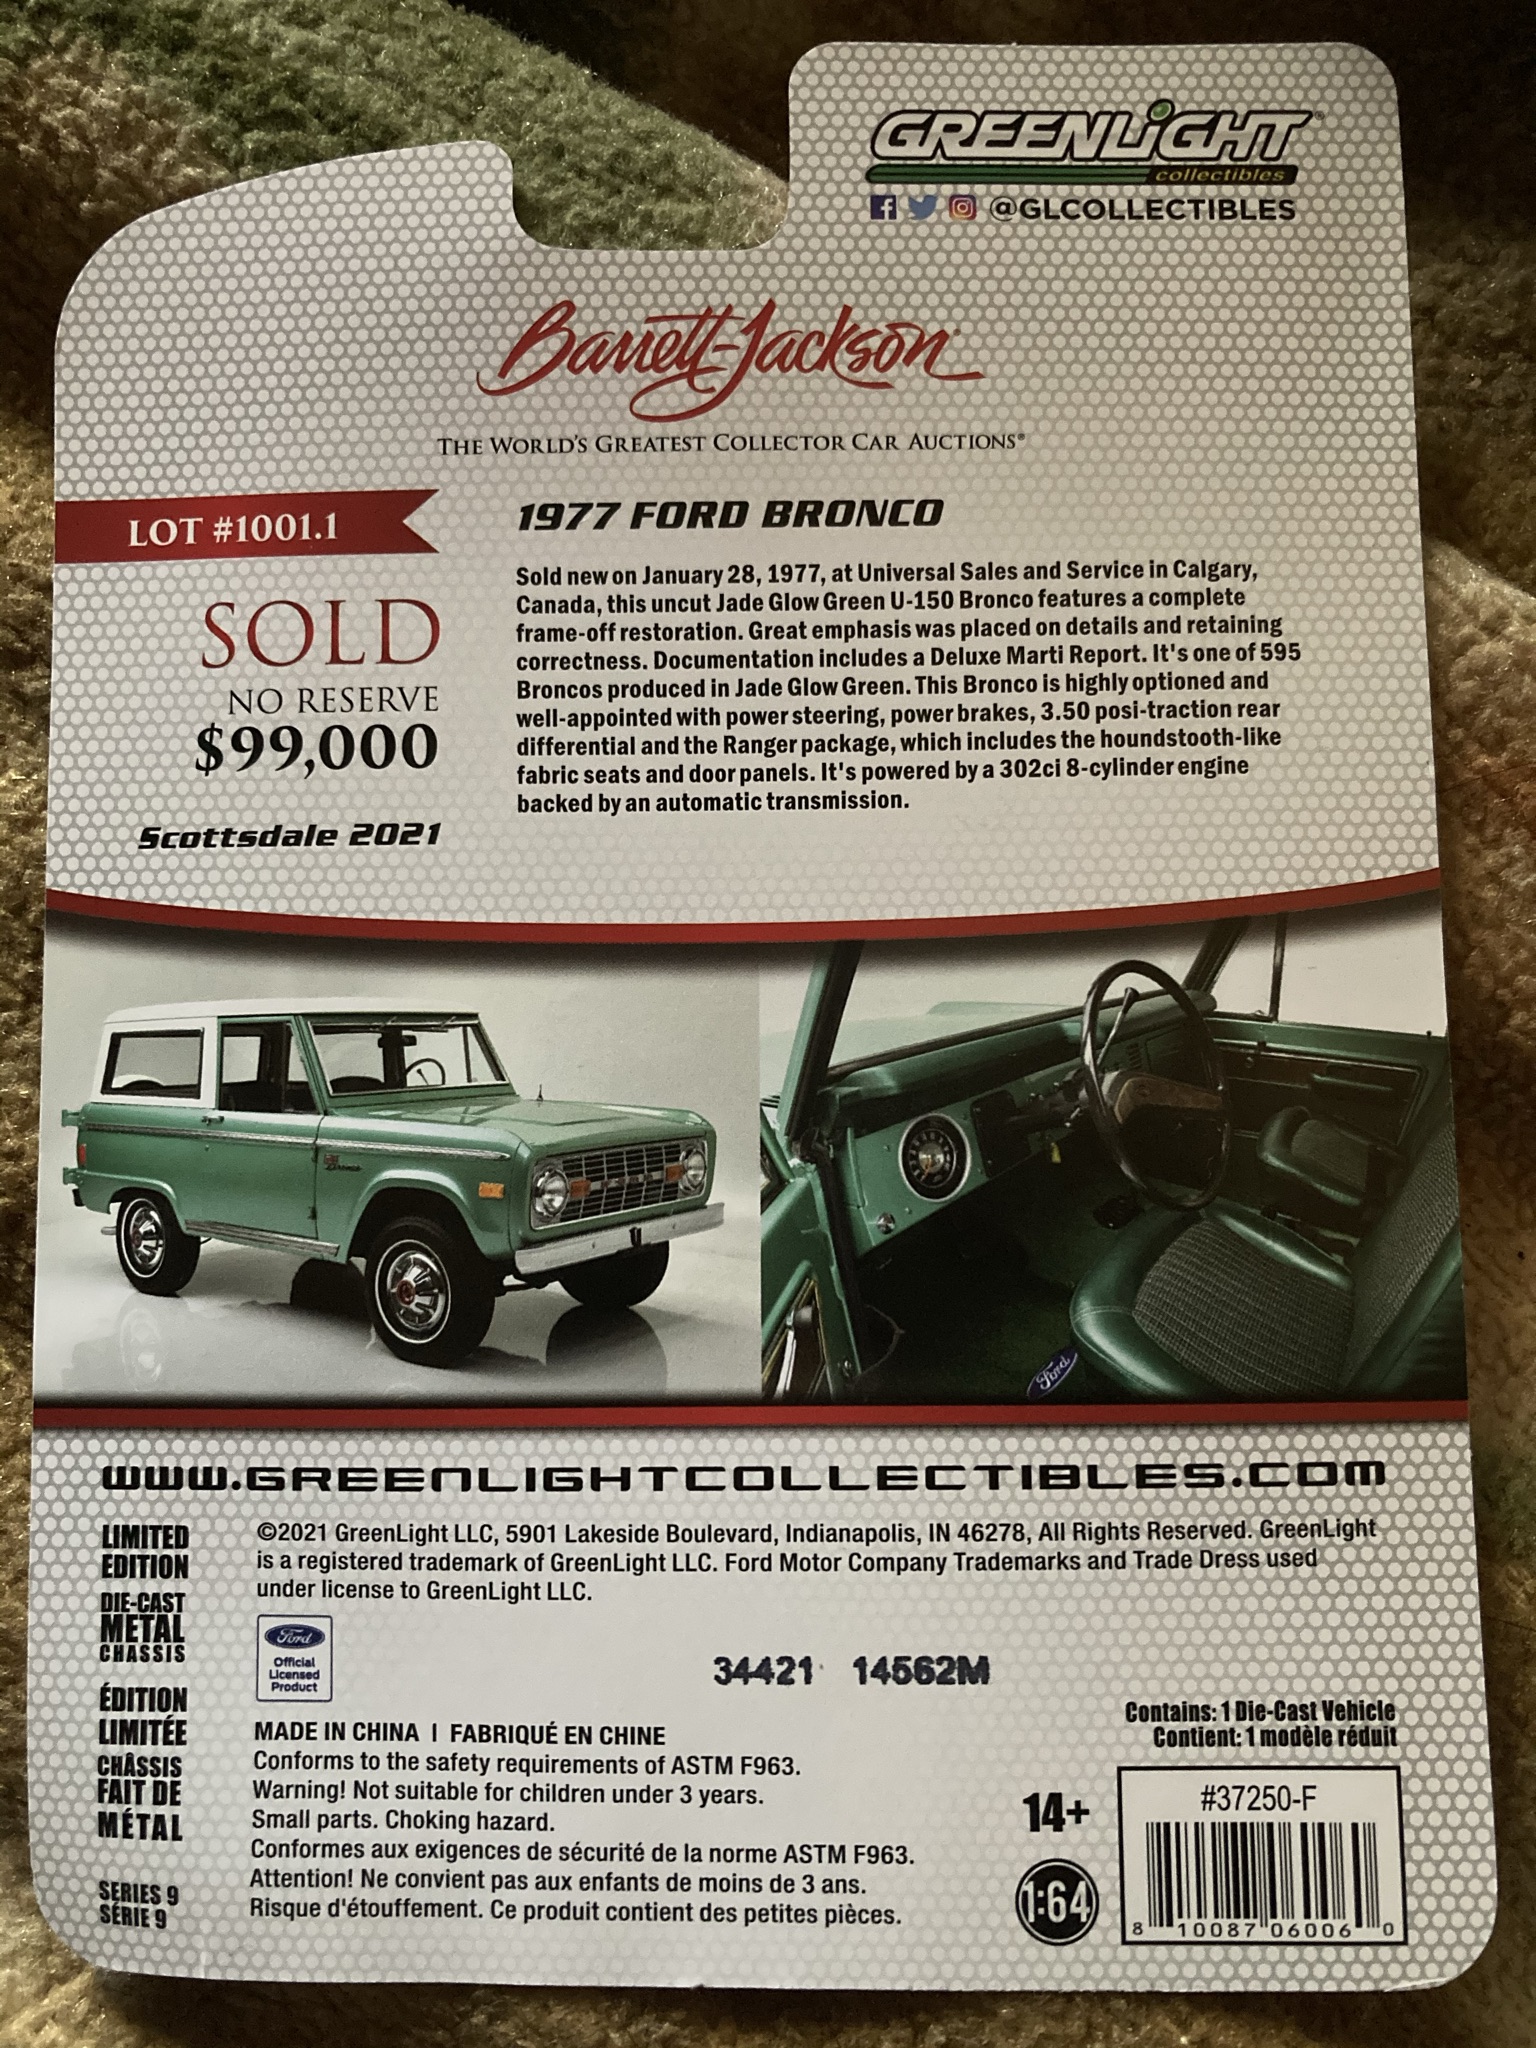 GREENLiGHT®
collectibles
@GLCOLLECTIBLES
Barrett-Jackson®
THE WORLD'S GREATEST COLLECTOR CAR AUCTIONS®
LOT #1001.1
SOLD
NO RESERVE
$99,000
Scottsdale 2021
1977 FORD BRONCO
Sold new on January 28, 1977, at Universal Sales and Service in Calgary,
Canada, this uncut Jade Glow Green U-150 Bronco features a complete
frame-off restoration. Great emphasis was placed on details and retaining
correctness. Documentation includes a Deluxe Marti Report. It's one of 595
Broncos produced in Jade Glow Green. This Bronco is highly optioned and
well-appointed with power steering, power brakes, 3.50 posi-traction rear
differential and the Ranger package, which includes the houndstooth-like
fabric seats and door panels. It's powered by a 302ci 8-cylinder engine
backed by an automatic transmission.
Bronco
FORD
Ford
WWW.GREENLIGHTCOLLECTIBLES.COM
LIMITED
EDITION
DIE-CAST
METAL
CHASSIS
ÉDITION
LIMITÉE
CHÂSSIS
FAIT DE
MÉTAL
SERIES 9
SÉRIE 9
©2021 GreenLight LLC, 5901 Lakeside Boulevard, Indianapolis, IN 46278, All Rights Reserved. GreenLight
is a registered trademark of GreenLight LLC. Ford Motor Company Trademarks and Trade Dress used
under license to GreenLight LLC.
Ford
Official
Licensed
Product
34421 14562M
MADE IN CHINA I FABRIQUÉ EN CHINE
Conforms to the safety requirements of ASTM F963.
Warning! Not suitable for children under 3 years.
Small parts. Choking hazard.
Conformes aux exigences de sécurité de la norme ASTM F963.
Attention! Ne convient pas aux enfants de moins de 3 ans.
Risque d'étouffement. Ce produit contient des petites pièces.
Contains: 1 Die-Cast Vehicle
Contient: 1 modèle réduit
14+
1:64
#37250-F
8 10087 06006 0